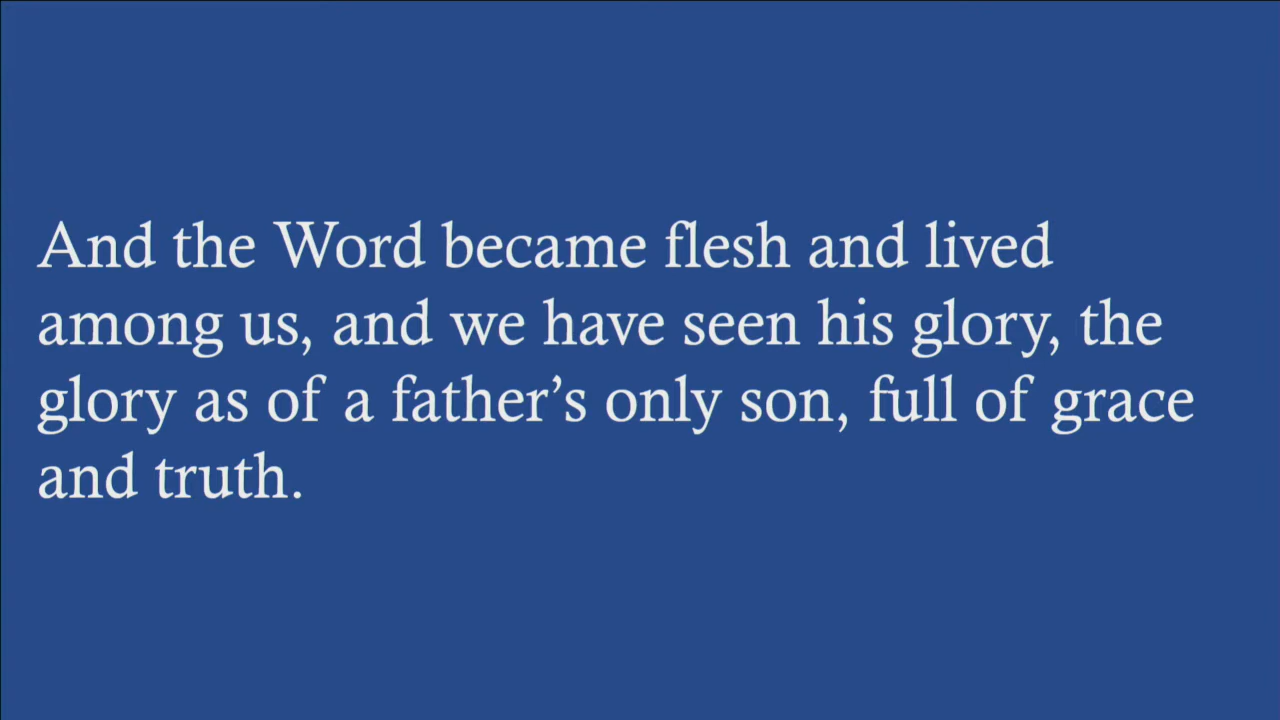 And the Word became flesh and lived
among us, and we have seen his glory, the
glory as of a father’s only son, full of grace
and truth.